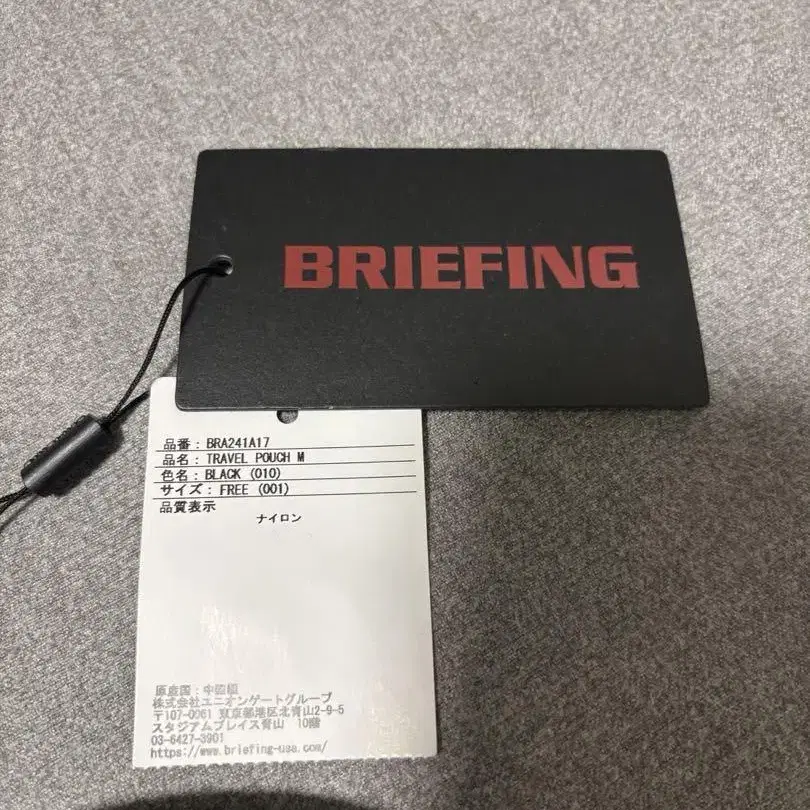 BRIEFING
品番: BRA241A17
品名: TRAVEL POUCH M
色名: BLACK (010)
サイズ: FREE (001)
品質表示
ナイロン
原産国: 中国
株式会社ユニオンゲートグループ
〒107-0061 東京都港区北青山2-9-5
スタジアムプレイス青山 10階
03-6427-3901
https://www.briefing-usa.com/